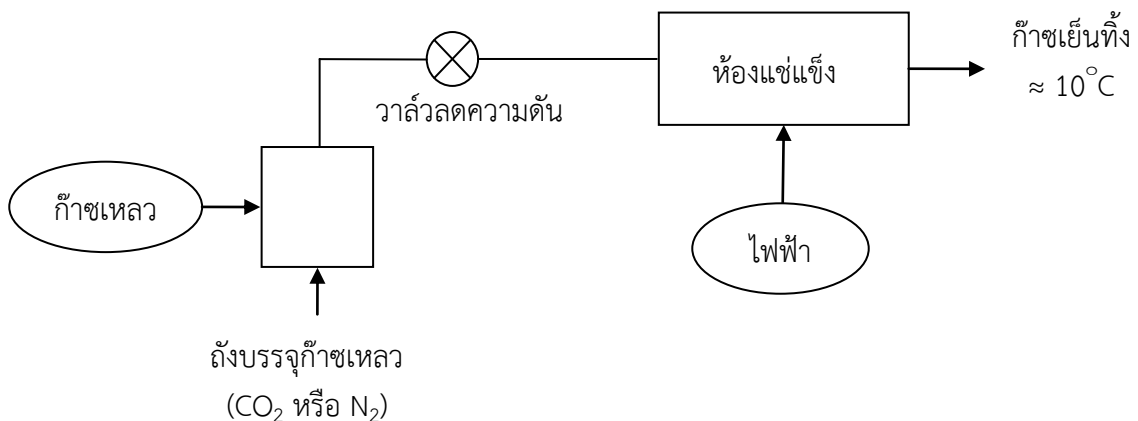 ก๊าซเย็นทิ้ง
≈ 10°C
ห้องแช่แข็ง
วาล์วลดความดัน
ก๊าซเหลว
ไฟฟ้า
ถังบรรจุก๊าซเหลว
(CO₂ หรือ N₂)